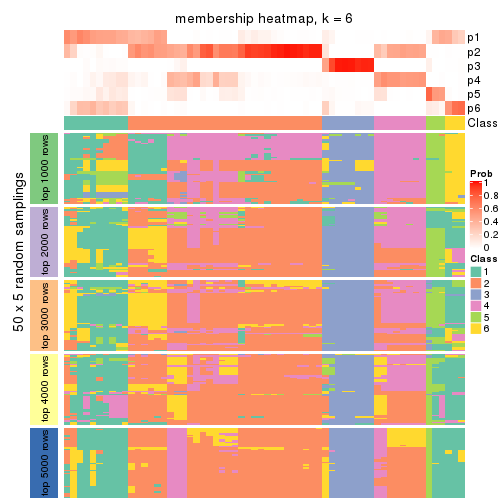 membership heatmap, k = 6
p1
p2
p3
p4
p5
p6
Class
50 x 5 random samplings
top 1000 rows
top 2000 rows
top 3000 rows
top 4000 rows
top 5000 rows
Prob
1
0.8
0.6
0.4
0.2
0
Class
1
2
3
4
5
6